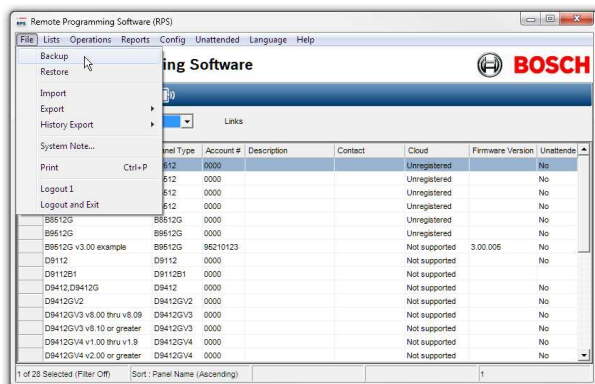 Remote Programming Software (RPS)
File Lists Operations Reports Config Unattended Language Help
Backup
Restore
Import
Export
History Export
System Note...
Print Ctrl+P
Logout 1
Logout and Exit
ing Software
BOSCH
Links
nel Type Account # Description Contact Cloud Firmware Version Unattende
512 0000 Unregistered No
512 0000 Unregistered No
512 0000 Unregistered No
512 0000 Unregistered No
B8512G B8512G 0000 Unregistered No
B9512G B9512G 0000 Unregistered No
B9512G v3.00 example B9512G 95210123 Not supported 3.00.005 No
D9112 D9112 0000 Not supported No
D9112B1 D9112B1 0000 Not supported
D9412,D9412G D9412 0000 Not supported No
D9412GV2 D9412GV2 0000 Not supported No
D9412GV3 v8.00 thru v8.09 D9412GV3 0000 Not supported No
D9412GV3 v8.10 or greater D9412GV3 0000 Not supported No
D9412GV4 v1.00 thru v1.9 D9412GV4 0000 Not supported No
D9412GV4 v2.00 or greater D9412GV4 0000 Not supported No
1 of 28 Selected (Filter Off) Sort : Panel Name (Ascending) 1